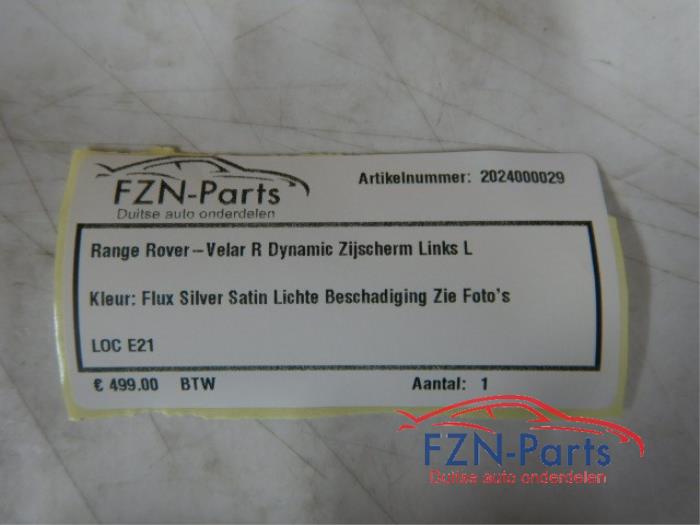 FZN-Parts
Duitse auto onderdelen
Artikelnummer: 2024000029
Range Rover--Velar R Dynamic Zijscherm Links L
Kleur: Flux Silver Satin Lichte Beschadiging Zie Foto's
LOC E21
€ 499.00 BTW Aantal: 1
FZN-Parts
Duitse auto onderdelen